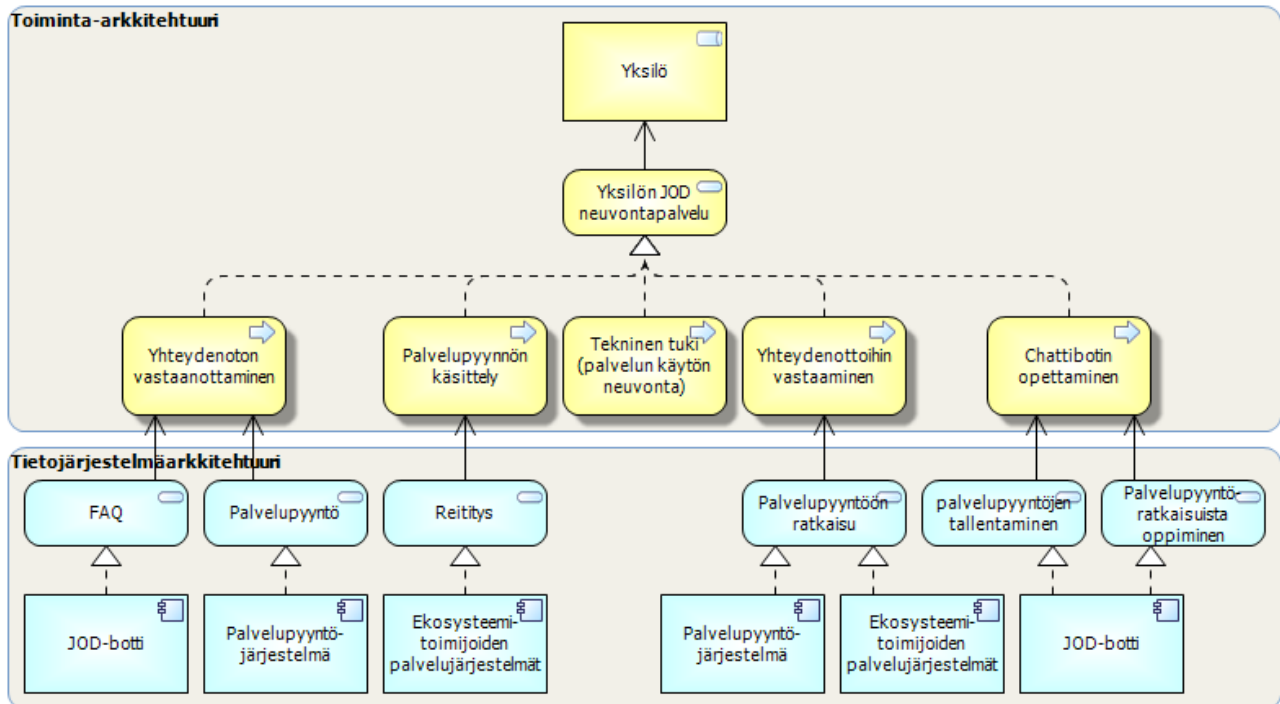 Toiminta-arkkitehtuuri
Yksilö
Yksilön JOD
neuvontapalvelu
Yhteydenoton
vastaanottaminen
Palvelupyynnön
käsittely
Tekninen tuki
(palvelun käytön
neuvonta)
Yhteydenottoihin
vastaaminen
Chattibotin
opettaminen
Tietojärjestelmäarkkitehtuuri
FAQ
Palvelupyyntö
Reititys
Palvelupyyntöön
ratkaisu
palvelupyyntöjen
tallentaminen
Palvelupyyntö-
ratkaisuista
oppiminen
JOD-botti
Palvelupyyntö-
järjestelmä
Ekosysteemi-
toimijoiden
palvelujärjestelmät
Palvelupyyntö-
järjestelmä
Ekosysteemi-
toimijoiden
palvelujärjestelmät
JOD-botti